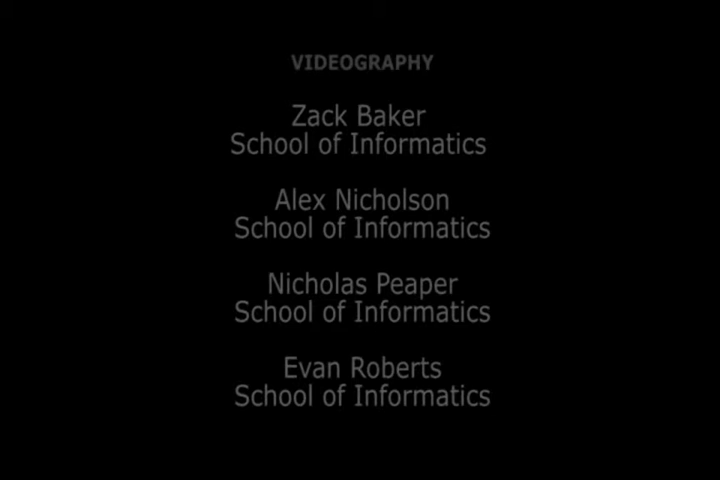 VIDEOGRAPHY
Zack Baker
School of Informatics
Alex Nicholson
School of Informatics
Nicholas Peaper
School of Informatics
Evan Roberts
School of Informatics